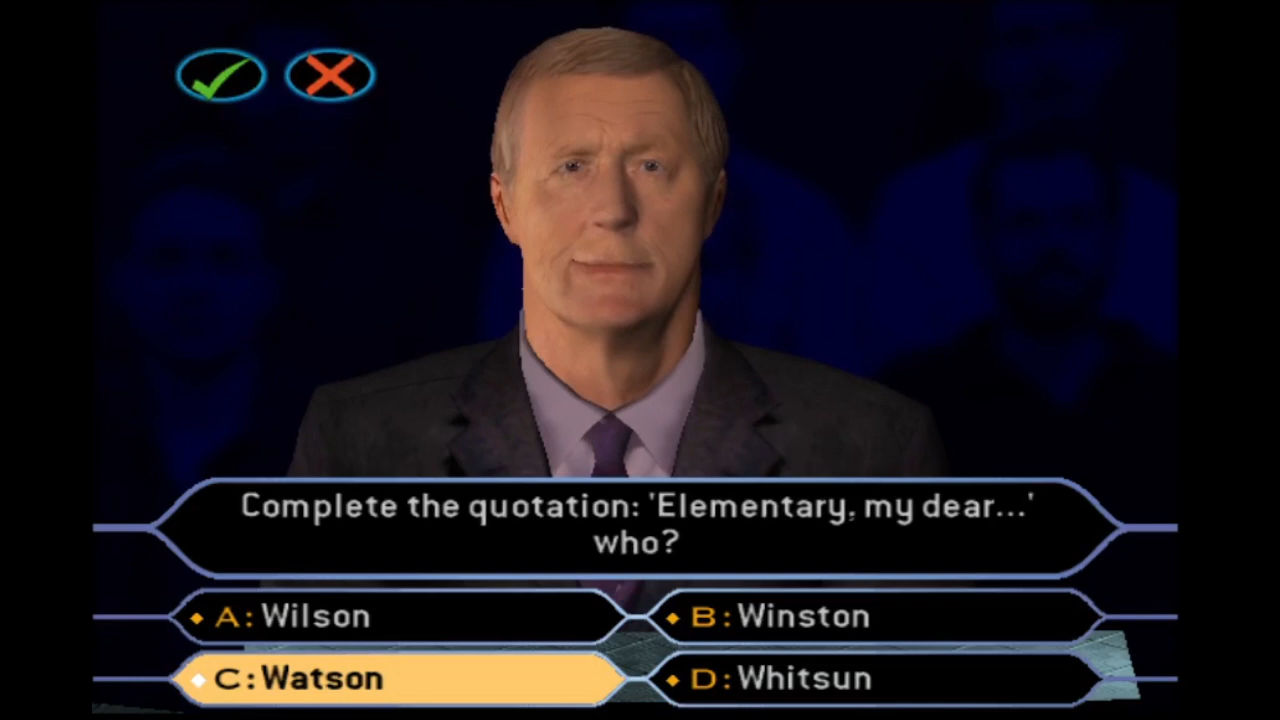 Complete the quotation: 'Elementary, my dear...'
who?
A: Wilson
B: Winston
C: Watson
D: Whitsun